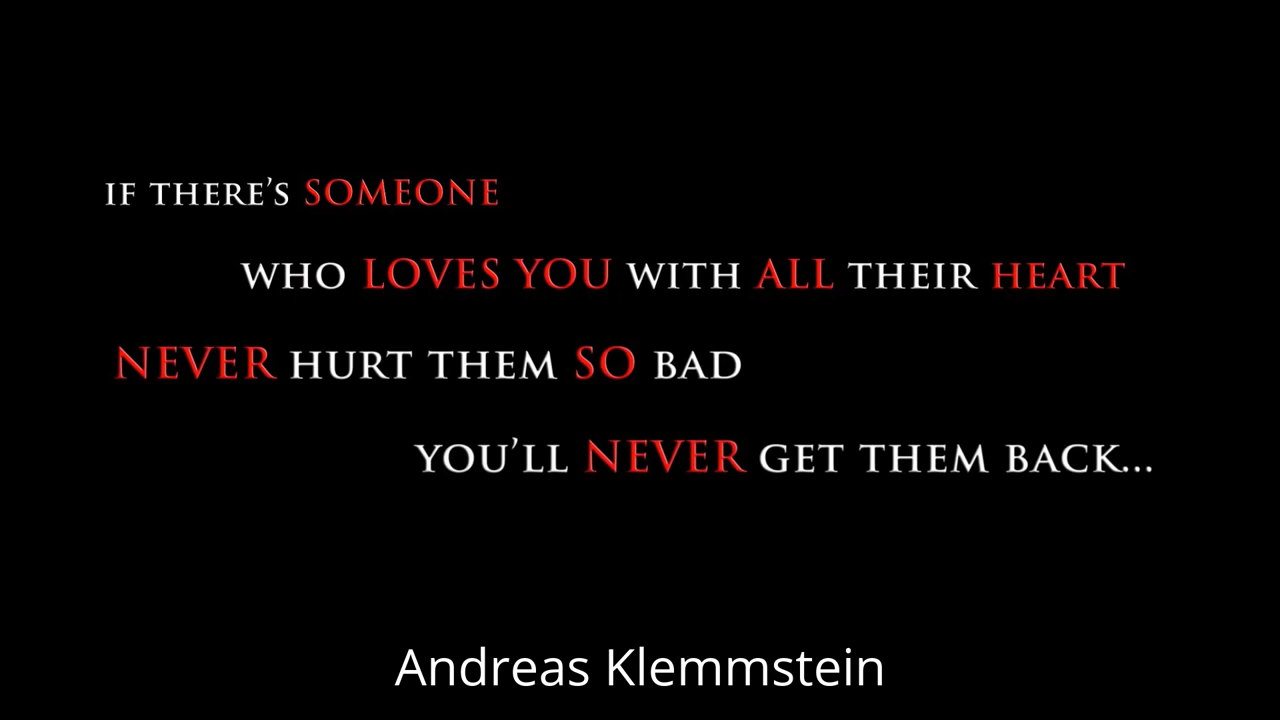 IF THERE’S SOMEONE
WHO LOVES YOU WITH ALL THEIR HEART
NEVER HURT THEM SO BAD
YOU’LL NEVER GET THEM BACK...
Andreas Klemmstein